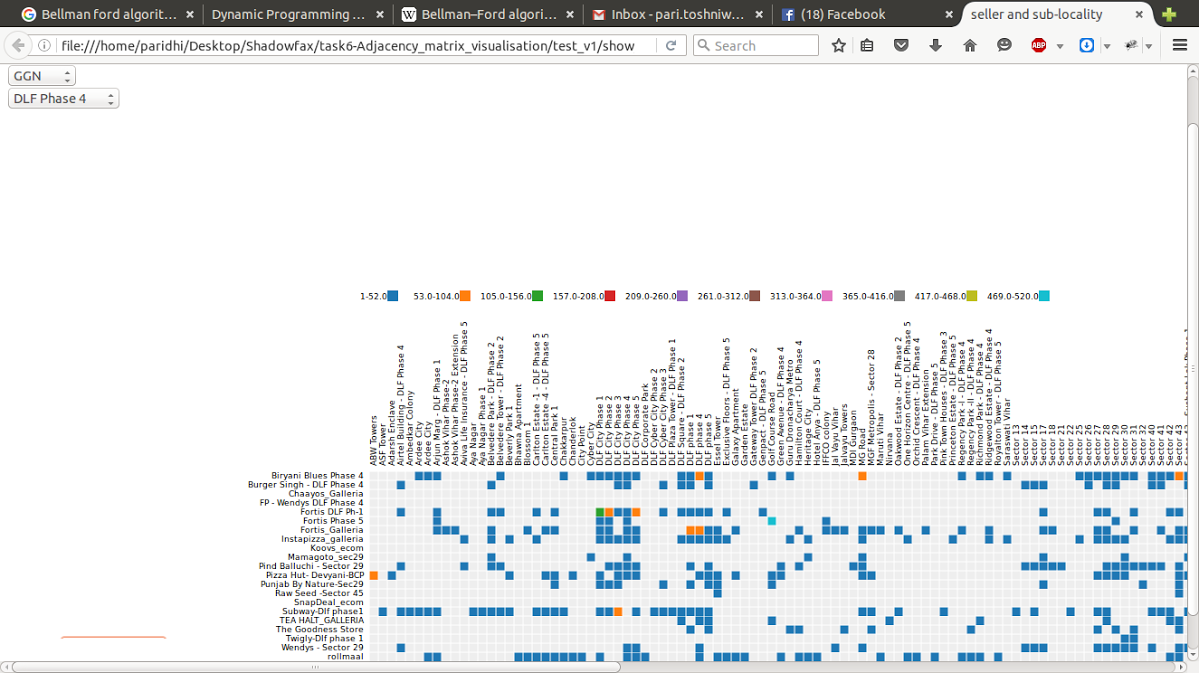 Bellman ford algorit... × Dynamic Programming ... × Bellman–Ford algori... × Inbox - pari.toshniw... × (18) Facebook × seller and sub-locality ×
file:///home/paridhi/Desktop/Shadowfax/task6-Adjacency_matrix_visualisation/test_v1/show Search ABP
GGN
DLF Phase 4
1-52.0 53.0-104.0 105.0-156.0 157.0-208.0 209.0-260.0 261.0-312.0 313.0-364.0 365.0-416.0 417.0-468.0 469.0-520.0
ABW Towers
ASF Tower
Adarsh Enclave
Airtel Building - DLF Phase 4
Ambedkar Colony
Ardee City
Ardee City
Arjun Marg - DLF Phase 1
Ashok Vihar Phase-2
Ashok Vihar Phase-2 Extension
Aviva Life Insurance - DLF Phase 5
Aya Nagar
Aya Nagar Phase 1
Belvedere Park - DLF Phase 2
Belvedere Tower - DLF Phase 2
Beverly Park 1
Bhawna Apartment
Blossom 1
Carlton Estate -1 - DLF Phase 5
Carlton Estate -4 - DLF Phase 5
Central Park 1
Chakkarpur
Chanderlok
City Point
Cyber City
DLF City Phase 1
DLF City Phase 2
DLF City Phase 3
DLF City Phase 4
DLF City Phase 5
DLF Corporate Park
DLF Cyber City Phase 2
DLF Cyber City Phase 3
DLF Plaza Tower - DLF Phase 1
DLF Square - DLF Phase 2
DLF phase 1
DLF phase 4
DLF phase 5
Essel Tower
Exclusive Floors - DLF Phase 5
Galaxy Apartment
Garden Estate
Gateway Tower DLF Phase 2
Genpact - DLF Phase 5
Golf Course Road
Green Avenue - DLF Phase 4
Guru Dronacharya Metro
Hamilton Court - DLF Phase 4
Heritage City
Hotel Anya - DLF Phase 5
IFFCO colony
Jal Vayu Vihar
Jalvayu Towers
MDI Gurgaon
MG Road
MGF Metropolis - Sector 28
Maruti Vihar
Nirvana
Oakwood Estate - DLF Phase 2
One Horizon Centre - DLF Phase 5
Orchid Crescent - DLF Phase 4
Palam Vihar Extension
Park Drive - DLF Phase 5
Pink Town Houses - DLF Phase 3
Princeton Estate - DLF Phase 5
Regency Park -I - DLF Phase 4
Regency Park -II - DLF Phase 4
Richmond Park - DLF Phase 4
Ridgewood Estate - DLF Phase 4
Royalton Tower - DLF Phase 5
Saraswati Vihar
Sector 13
Sector 14
Sector 15
Sector 17
Sector 18
Sector 21
Sector 22
Sector 25
Sector 26
Sector 27
Sector 28
Sector 29
Sector 30
Sector 31
Sector 32
Sector 39
Sector 40
Sector 41
Sector 42
Sector 43
Biryani Blues Phase 4
Burger Singh - DLF Phase 4
Chaayos_Galleria
FP - Wendys DLF Phase 4
Fortis DLF Ph-1
Fortis Phase 5
Fortis_Galleria
Instapizza_galleria
Koovs_ecom
Mamagoto_sec29
Pind Balluchi - Sector 29
Pizza Hut- Devyani-BCP
Punjab By Nature-Sec29
Raw Seed -Sector 45
SnapDeal_ecom
Subway-Dlf phase1
TEA HALT_GALLERIA
The Goodness Store
Twigly-Dlf phase 1
Wendys - Sector 29
rollmaal